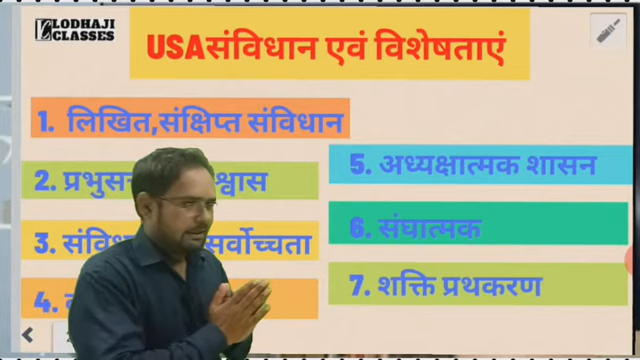 LODHAJI
CLASSES
USAसंविधान एवं विशेषताएं
1. लिखित,संक्षिप्त संविधान
2.
3. सर्वोच्चता
4.
5. अध्यक्षात्मक शासन
6. संघात्मक
7. शक्ति प्रथकरण